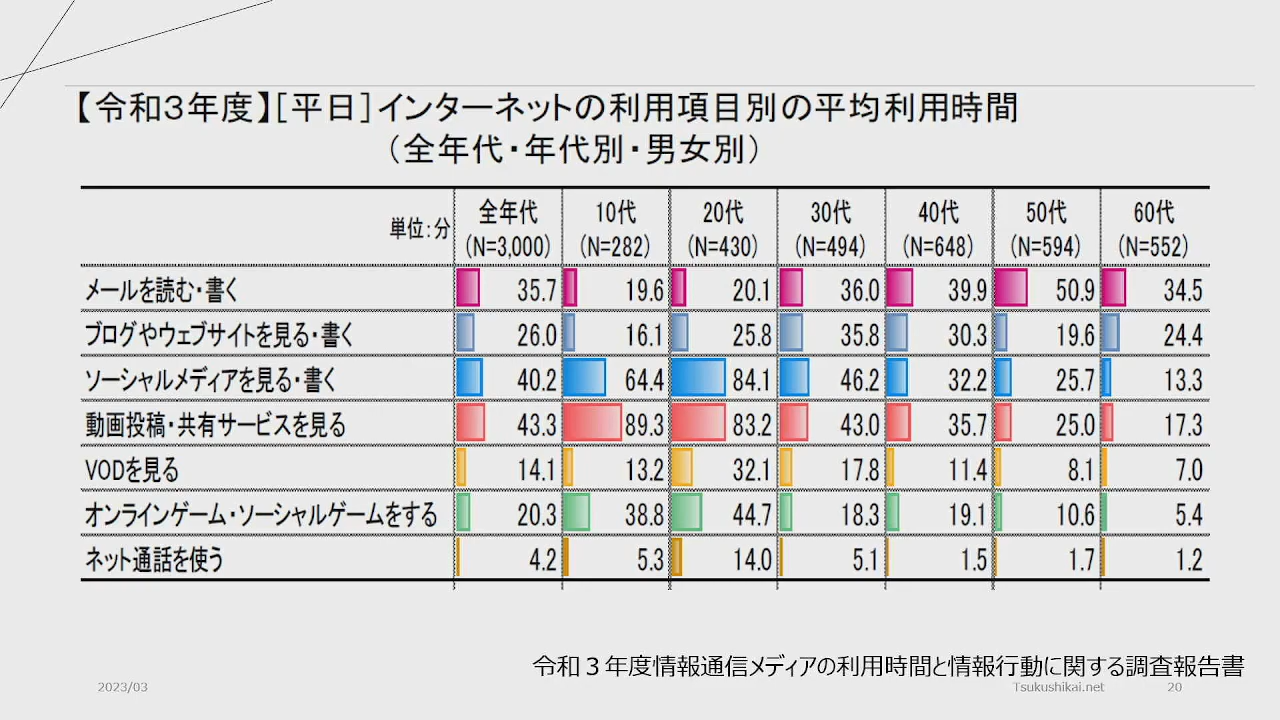 【令和3年度】[平日]インターネットの利用項目別の平均利用時間
（全年代・年代別・男女別）
単位：分 全年代 (N=3,000) 10代 (N=282) 20代 (N=430) 30代 (N=494) 40代 (N=648) 50代 (N=594) 60代 (N=552)
メールを読む・書く 35.7 19.6 20.1 36.0 39.9 50.9 34.5
ブログやウェブサイトを見る・書く 26.0 16.1 25.8 35.8 30.3 19.6 24.4
ソーシャルメディアを見る・書く 40.2 64.4 84.1 46.2 32.2 25.7 13.3
動画投稿・共有サービスを見る 43.3 89.3 83.2 43.0 35.7 25.0 17.3
VODを見る 14.1 13.2 32.1 17.8 11.4 8.1 7.0
オンラインゲーム・ソーシャルゲームをする 20.3 38.8 44.7 18.3 19.1 10.6 5.4
ネット通話を使う 4.2 5.3 14.0 5.1 1.5 1.7 1.2
令和３年度情報通信メディアの利用時間と情報行動に関する調査報告書
2023/03 Tsukushikai.net 20